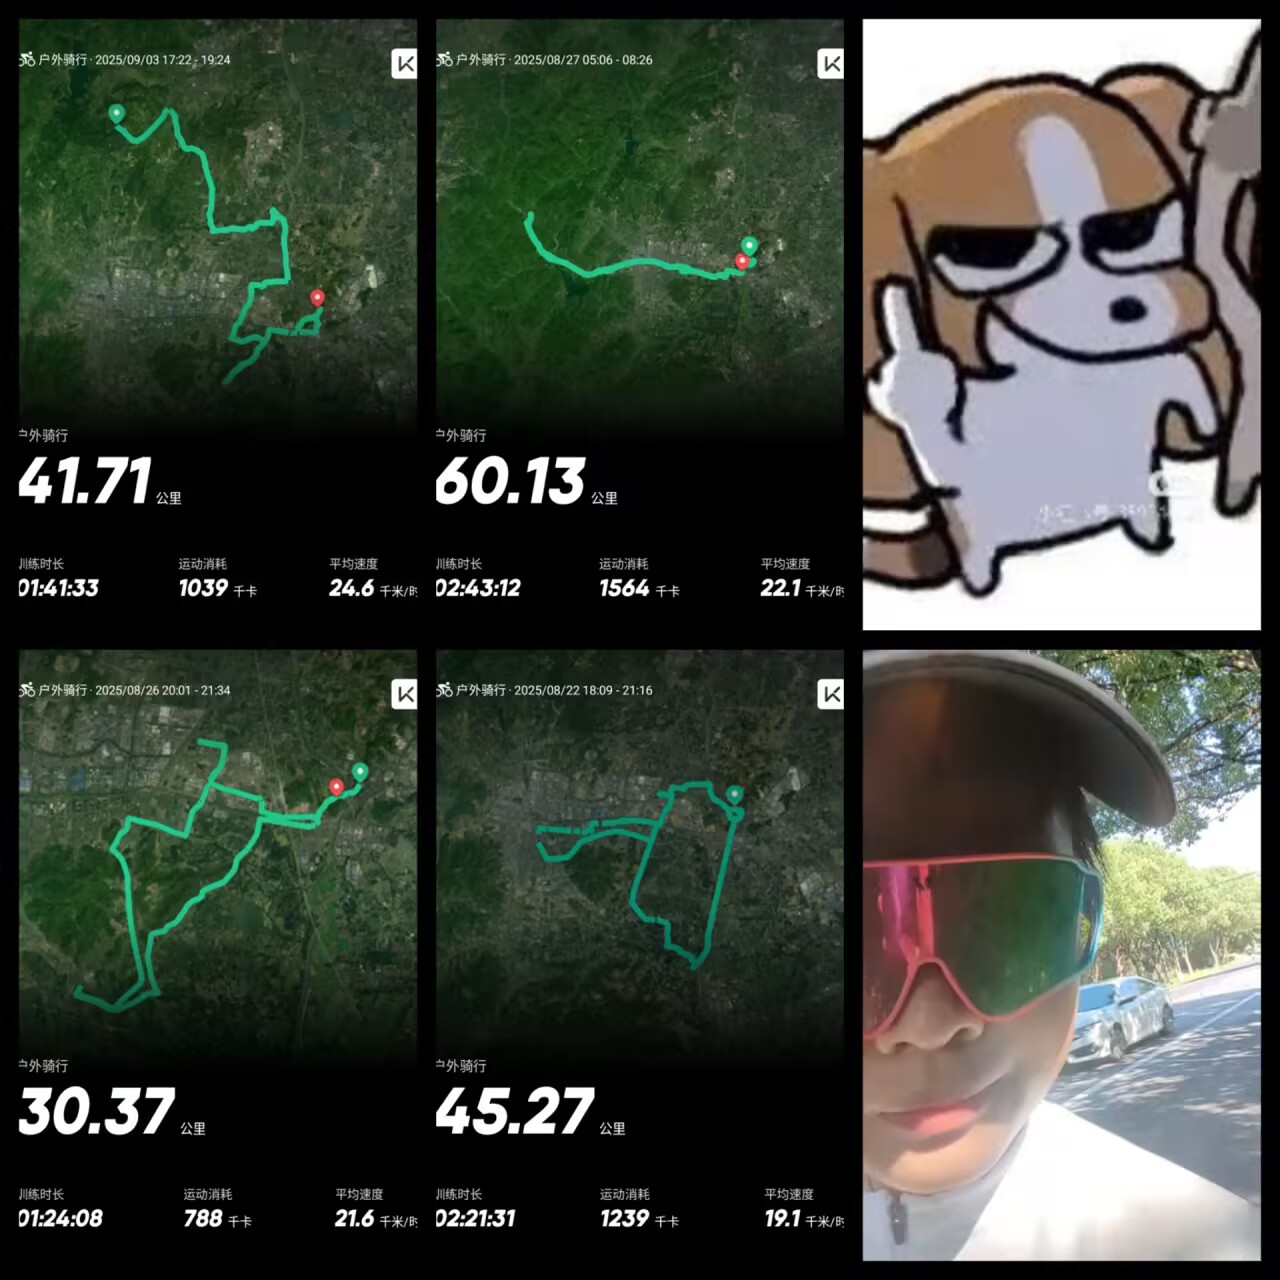 户外骑行 · 2025/09/03 17:22 - 19:24
户外骑行
41.71 公里
训练时长 运动消耗 平均速度
01:41:33 1039 千卡 24.6 千米/时
户外骑行 · 2025/08/27 05:06 - 08:26
户外骑行
60.13 公里
训练时长 运动消耗 平均速度
02:43:12 1564 千卡 22.1 千米/时
户外骑行 · 2025/08/26 20:01 - 21:34
户外骑行
30.37 公里
训练时长 运动消耗 平均速度
01:24:08 788 千卡 21.6 千米/时
户外骑行 · 2025/08/22 18:09 - 21:16
户外骑行
45.27 公里
训练时长 运动消耗 平均速度
02:21:31 1239 千卡 19.1 千米/时